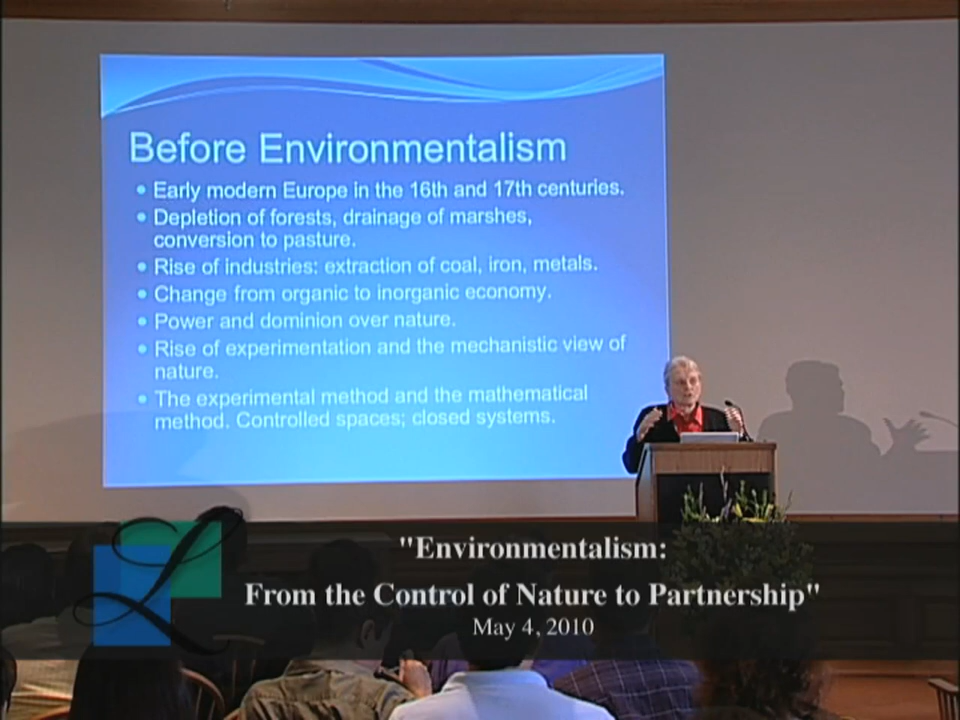 Before Environmentalism
• Early modern Europe in the 16th and 17th centuries.
• Depletion of forests, drainage of marshes,
conversion to pasture.
• Rise of industries: extraction of coal, iron, metals.
• Change from organic to inorganic economy.
• Power and dominion over nature.
• Rise of experimentation and the mechanistic view of
nature.
• The experimental method and the mathematical
method. Controlled spaces; closed systems.
L
"Environmentalism:
From the Control of Nature to Partnership"
May 4, 2010